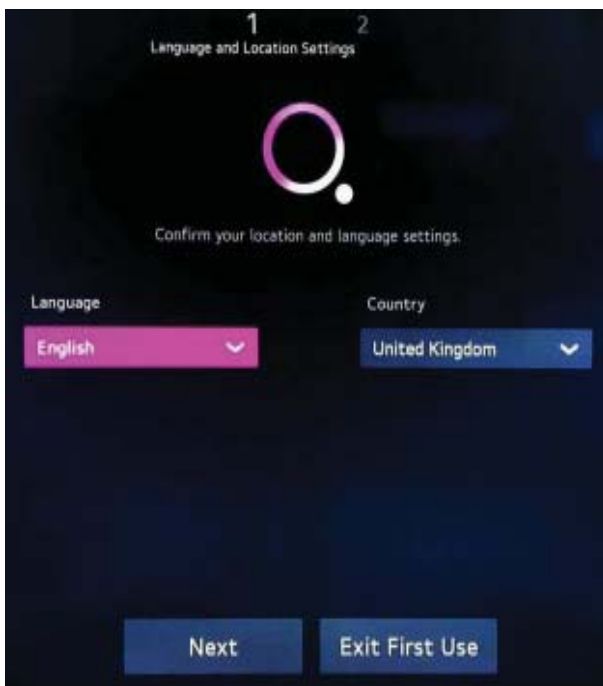 1 2
Language and Location Settings
Confirm your location and language settings.
Language Country
English United Kingdom
Next Exit First Use